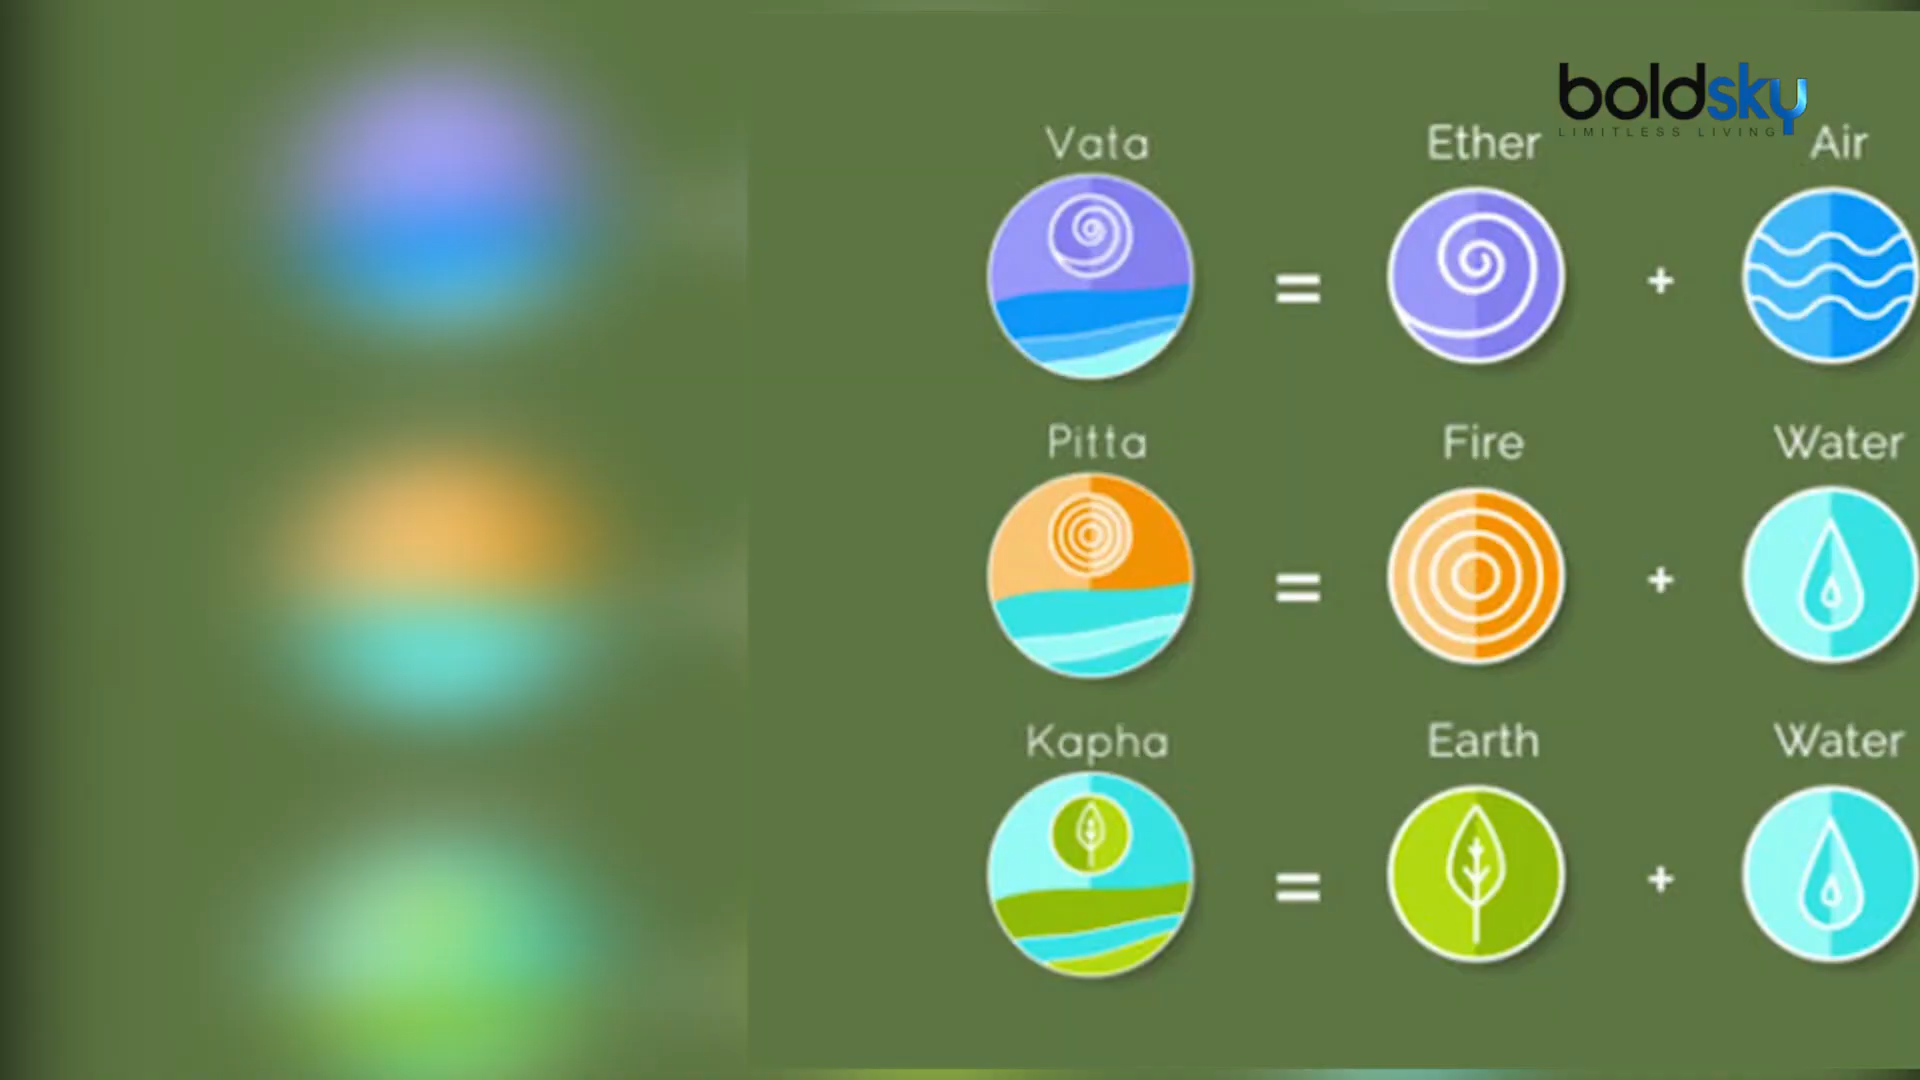 boldsky
LIMITLESS LIVING
Vata = Ether + Air
Pitta = Fire + Water
Kapha = Earth + Water